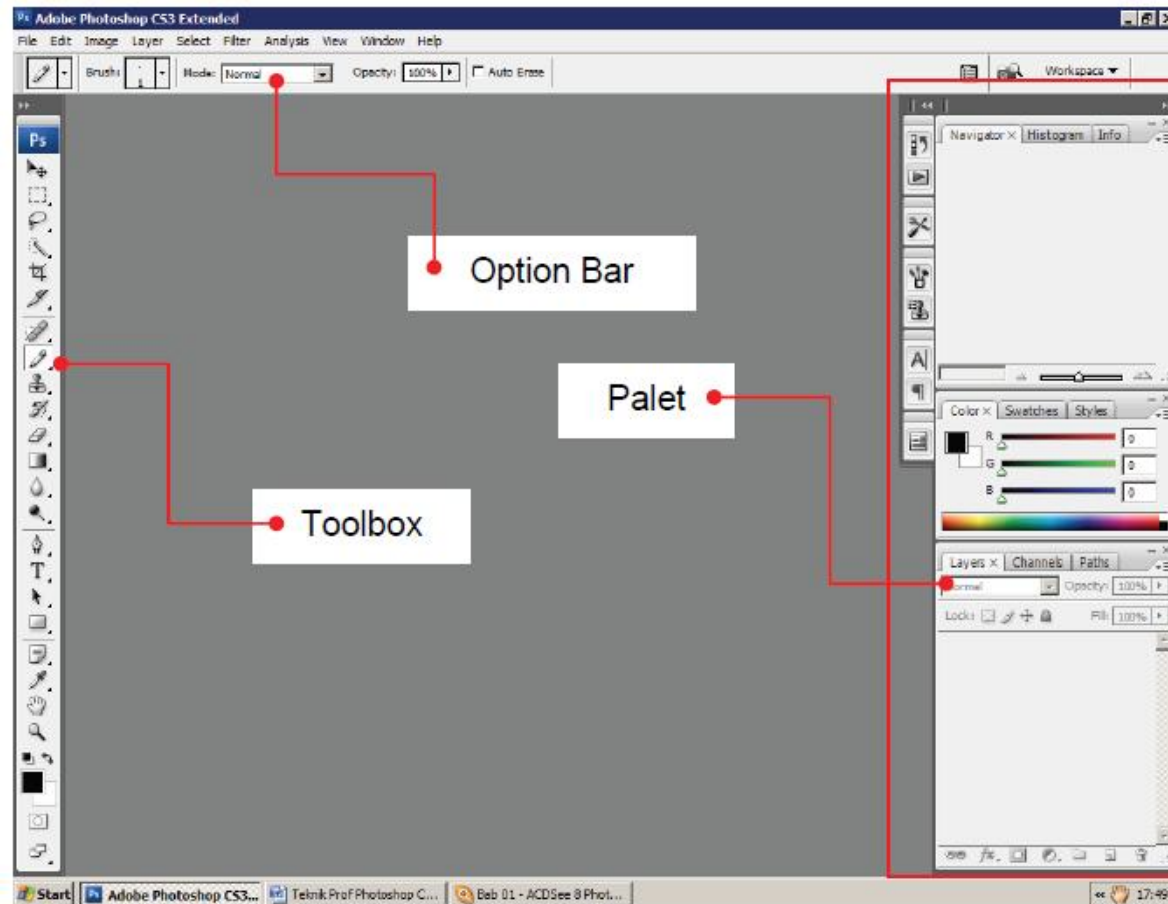 Ps Adobe Photoshop CS3 Extended
File Edit Image Layer Select Filter Analysis View Window Help
Brush: 1 Mode: Normal Opacity: 100% Auto Erase Workspace
Ps
Navigator Histogram Info
Option Bar
Palet
Color Swatches Styles
R 0
G 0
B 0
Toolbox
Layers Channels Paths
Normal Opacity: 100%
Lock: Fill: 100%
Start Adobe Photoshop CS3... Teknik Prof Photoshop C... Bab 01 - ACDSee 8 Phot... 17:49